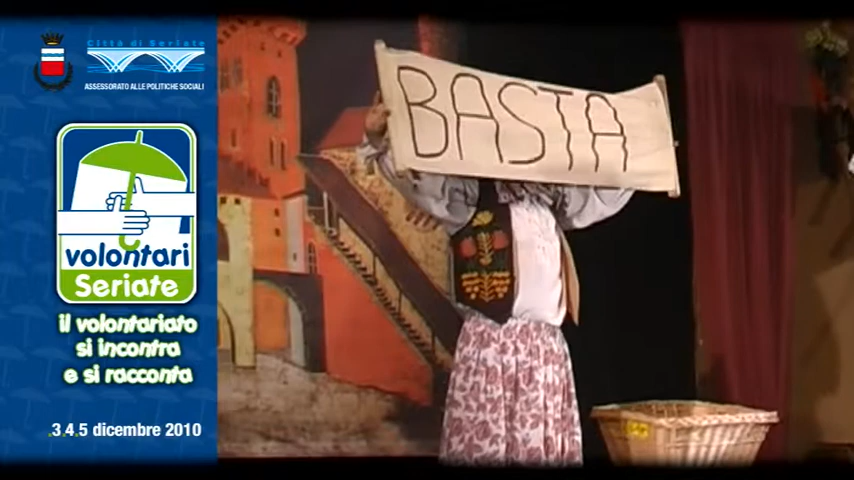 Città di Seriate
ASSESSORATO ALLE POLITICHE SOCIALI
volontari
Seriate
il volontariato
si incontra
e si racconta
3.4.5 dicembre 2010
BASTA